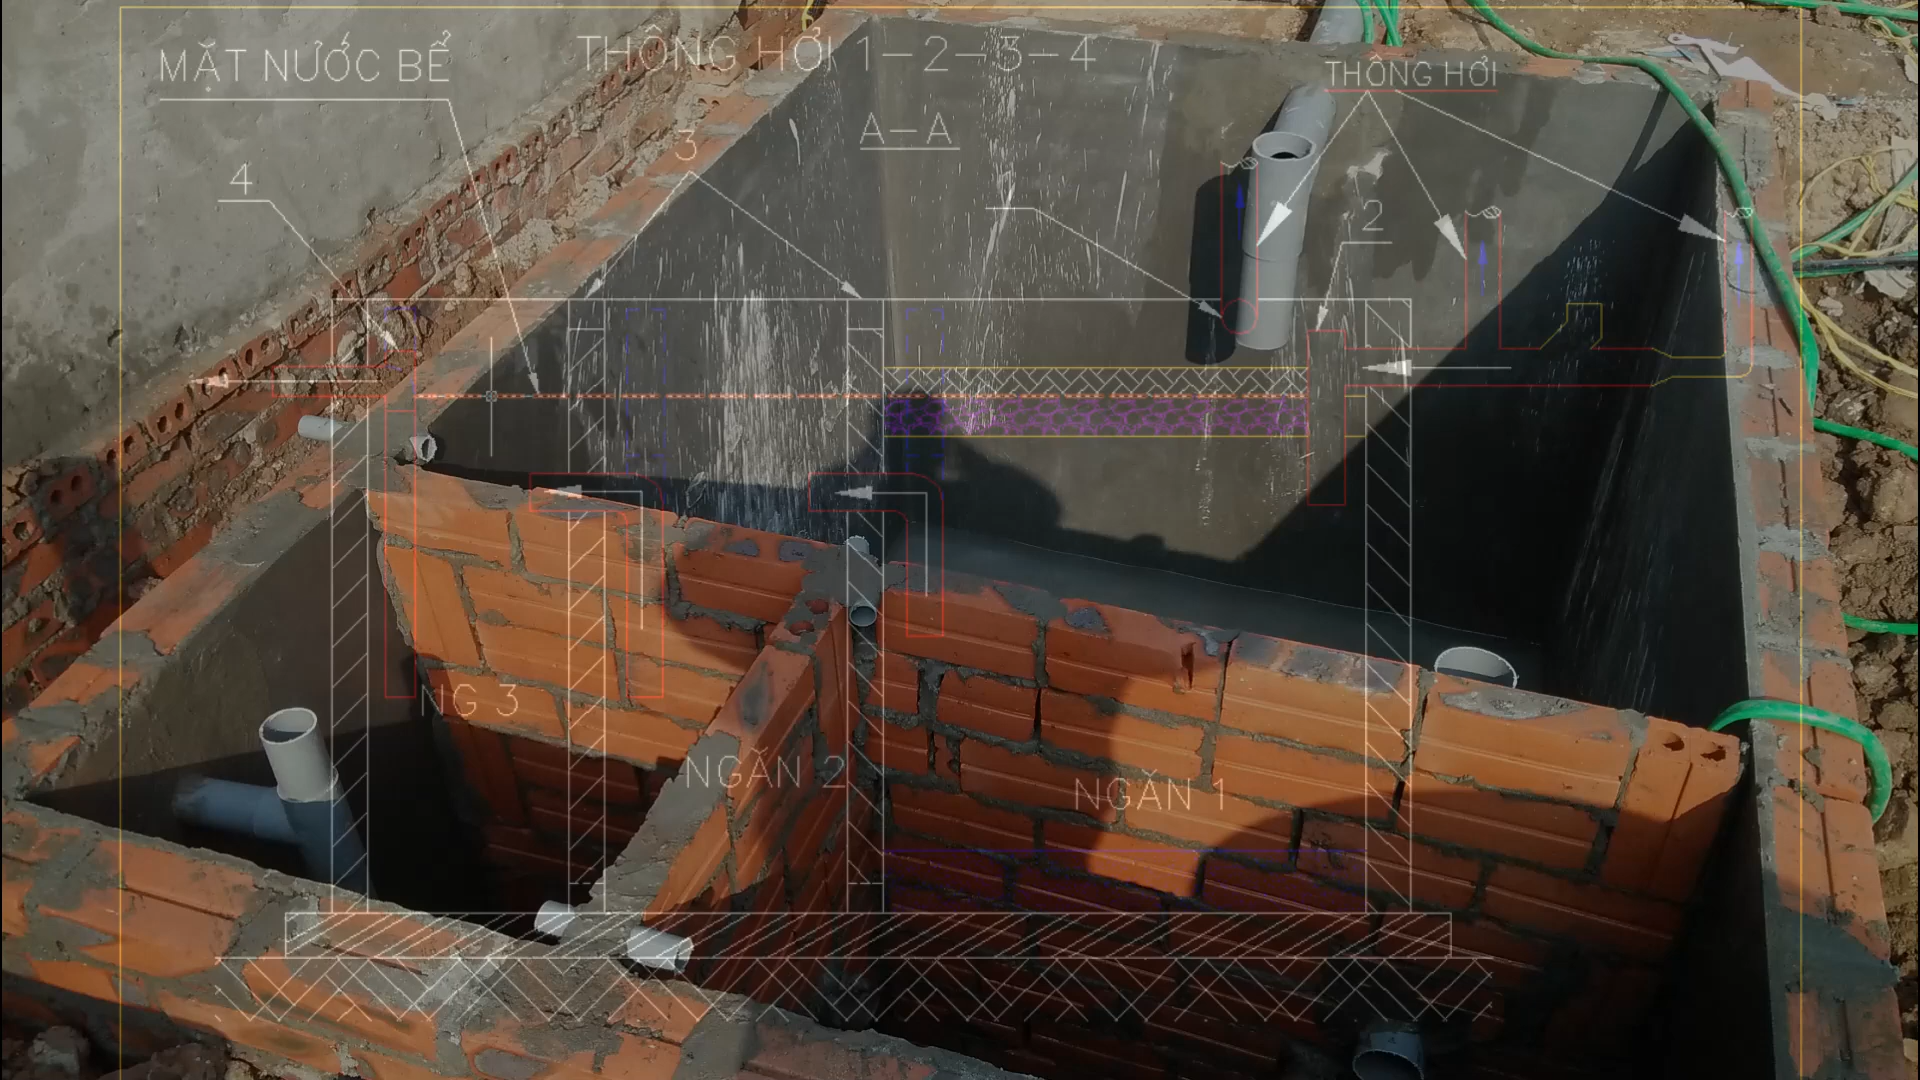 MẶT NƯỚC BỂ
THÔNG HƠI 1-2-3-4
THÔNG HƠI
A-A
3
4
2
NG 3
NGĂN 2
NGĂN 1